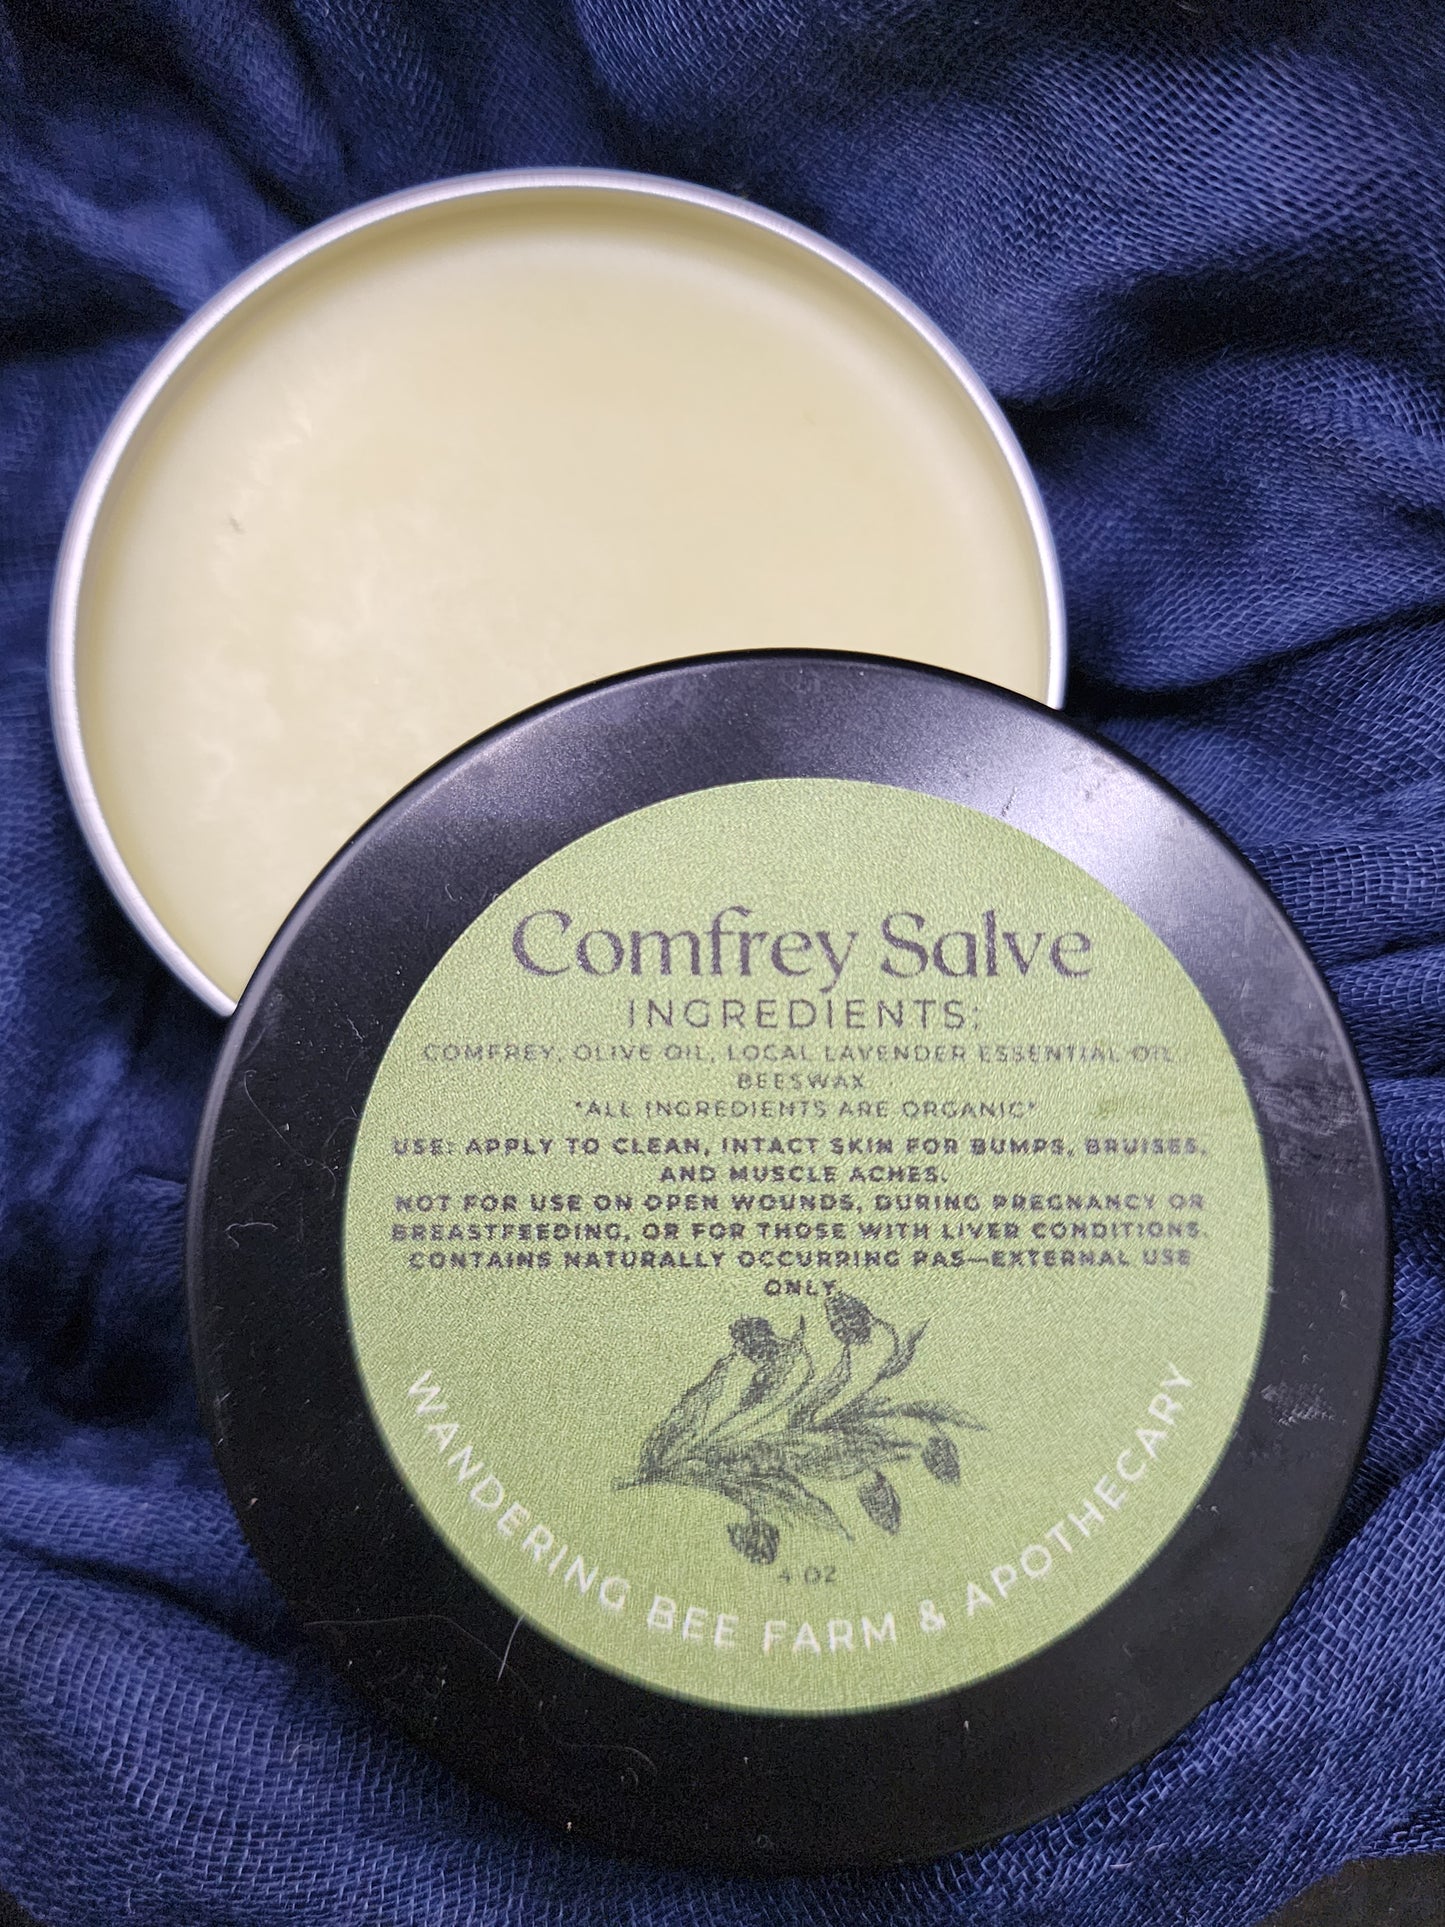 Comfrey Salve
INGREDIENTS:
COMFREY, OLIVE OIL, LOCAL LAVENDER ESSENTIAL OIL
BEESWAX
*ALL INGREDIENTS ARE ORGANIC*
USE: APPLY TO CLEAN, INTACT SKIN FOR BUMPS, BRUISES,
AND MUSCLE ACHES.
NOT FOR USE ON OPEN WOUNDS, DURING PREGNANCY OR
BREASTFEEDING, OR FOR THOSE WITH LIVER CONDITIONS.
CONTAINS NATURALLY OCCURRING PAS—EXTERNAL USE
ONLY.
4 OZ
WANDERING BEE FARM & APOTHECARY